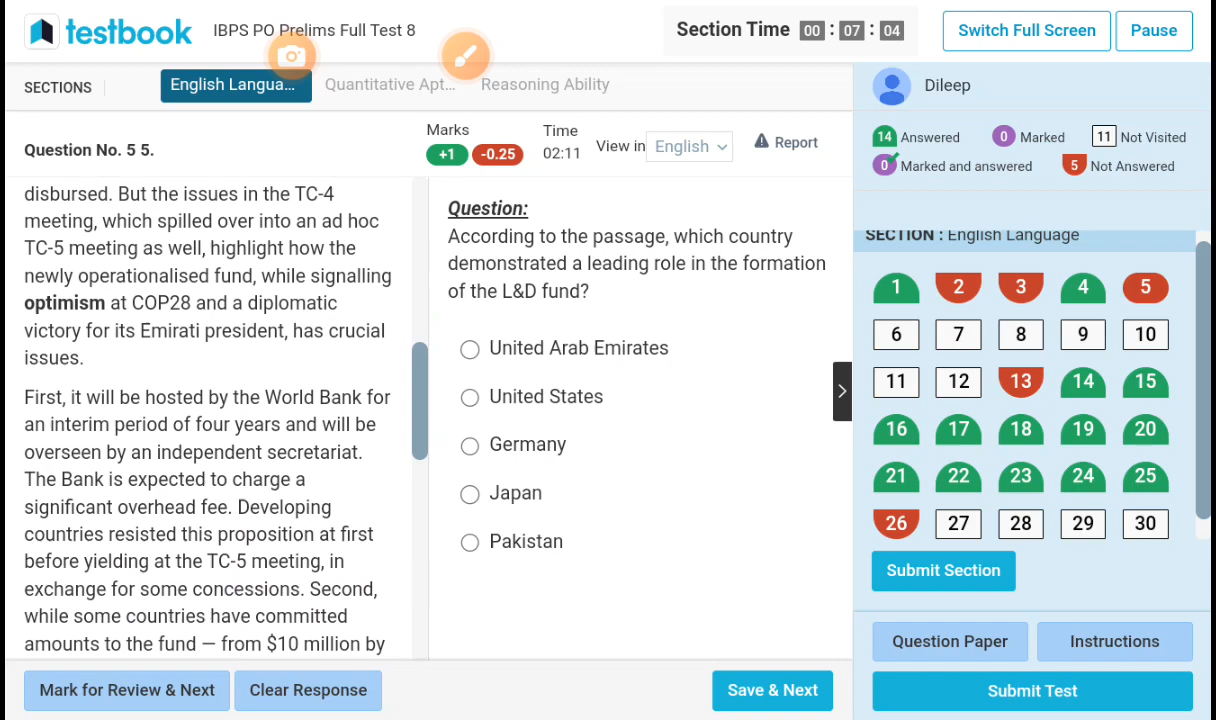 testbook
IBPS PO Prelims Full Test 8
Section Time 00 : 07 : 04
Switch Full Screen
Pause
SECTIONS
English Langua...
Quantitative Apt...
Reasoning Ability
Dileep
Question No. 5 5.
Marks
+1 -0.25
Time
02:11
View in English
Report
14 Answered
0 Marked
11 Not Visited
0 Marked and answered
5 Not Answered
disbursed. But the issues in the TC-4
meeting, which spilled over into an ad hoc
TC-5 meeting as well, highlight how the
newly operationalised fund, while signalling
optimism at COP28 and a diplomatic
victory for its Emirati president, has crucial
issues.
First, it will be hosted by the World Bank for
an interim period of four years and will be
overseen by an independent secretariat.
The Bank is expected to charge a
significant overhead fee. Developing
countries resisted this proposition at first
before yielding at the TC-5 meeting, in
exchange for some concessions. Second,
while some countries have committed
amounts to the fund — from $10 million by
Question:
According to the passage, which country
demonstrated a leading role in the formation
of the L&D fund?
United Arab Emirates
United States
Germany
Japan
Pakistan
SECTION : English Language
1 2 3 4 5
6 7 8 9 10
11 12 13 14 15
16 17 18 19 20
21 22 23 24 25
26 27 28 29 30
Submit Section
Question Paper
Instructions
Mark for Review & Next
Clear Response
Save & Next
Submit Test